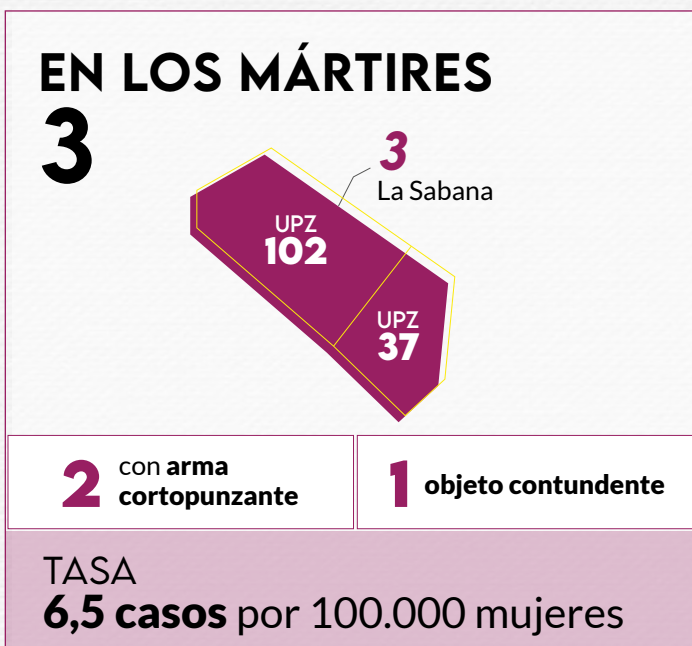 EN LOS MÁRTIRES
3
3
La Sabana
UPZ
102
UPZ
37
2 con arma
cortopunzante
1 objeto contundente
TASA
6,5 casos por 100.000 mujeres